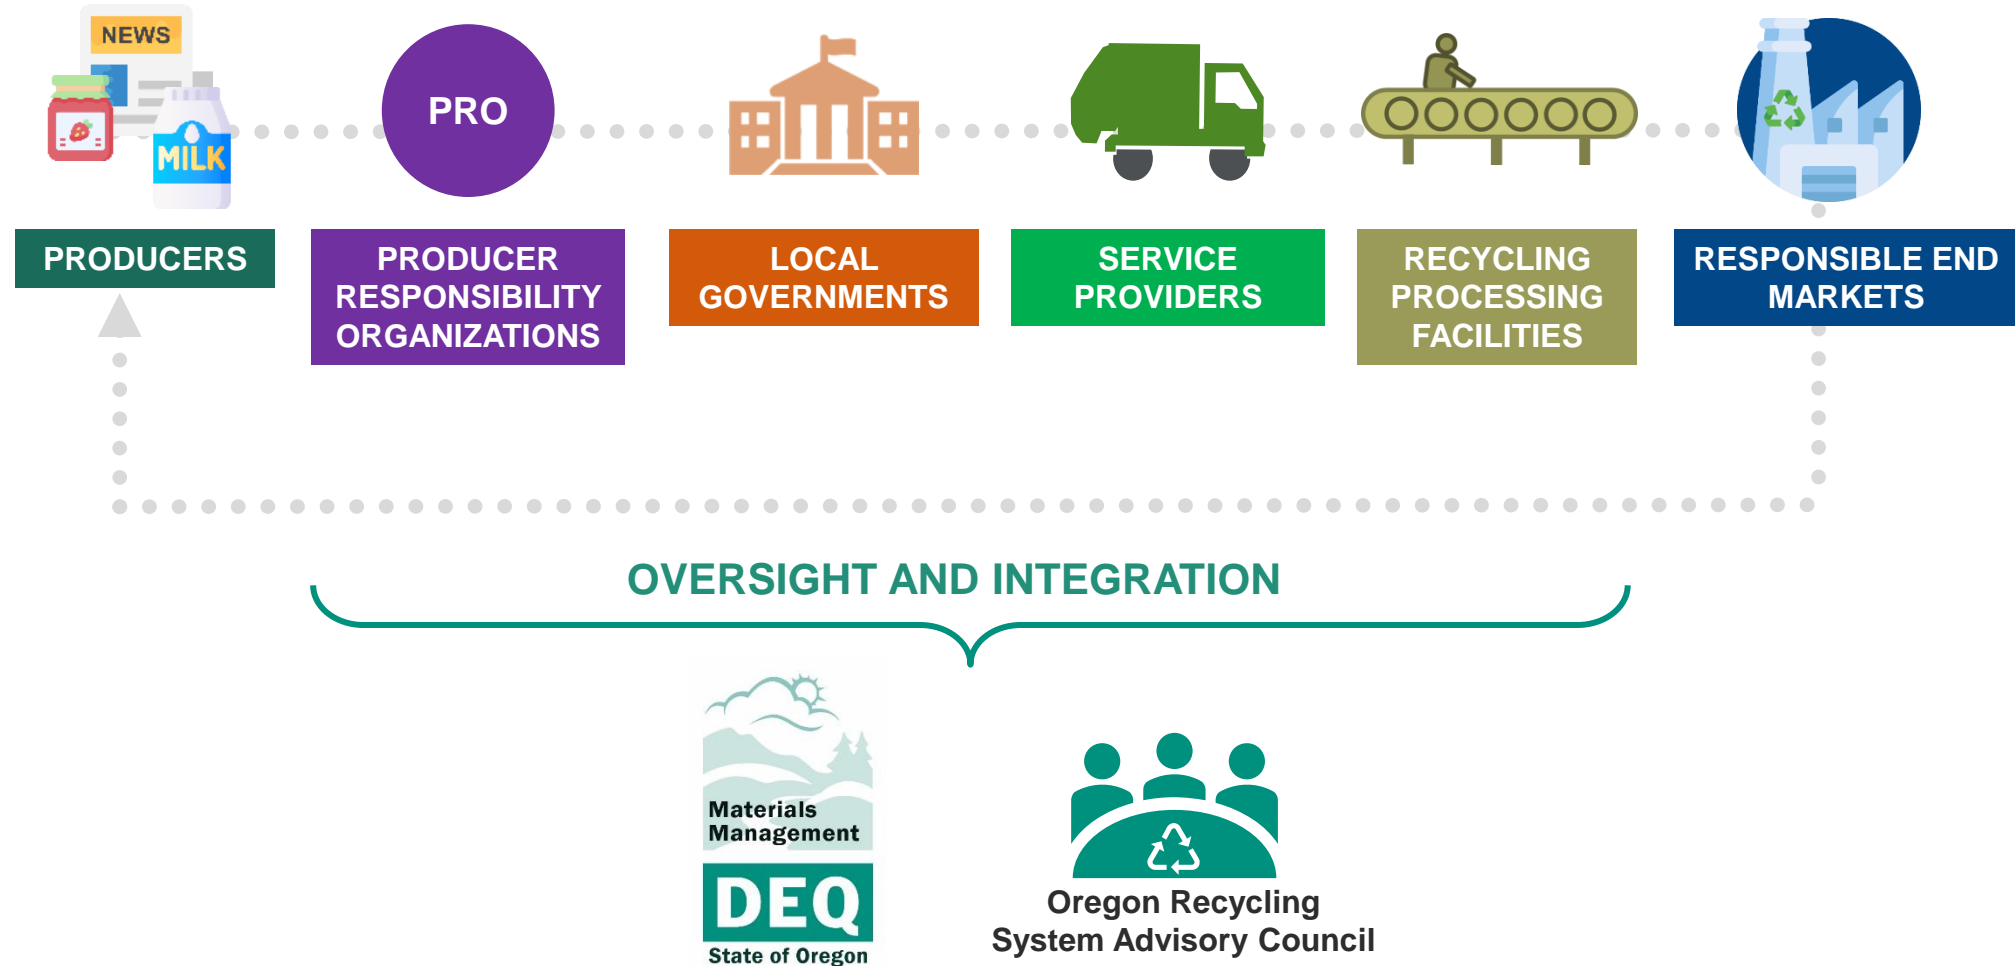 NEWS
MILK
PRO
PRODUCERS
PRODUCER
RESPONSIBILITY
ORGANIZATIONS
LOCAL
GOVERNMENTS
SERVICE
PROVIDERS
RECYCLING
PROCESSING
FACILITIES
RESPONSIBLE END
MARKETS
OVERSIGHT AND INTEGRATION
Materials
Management
DEQ
State of Oregon
Oregon Recycling
System Advisory Council